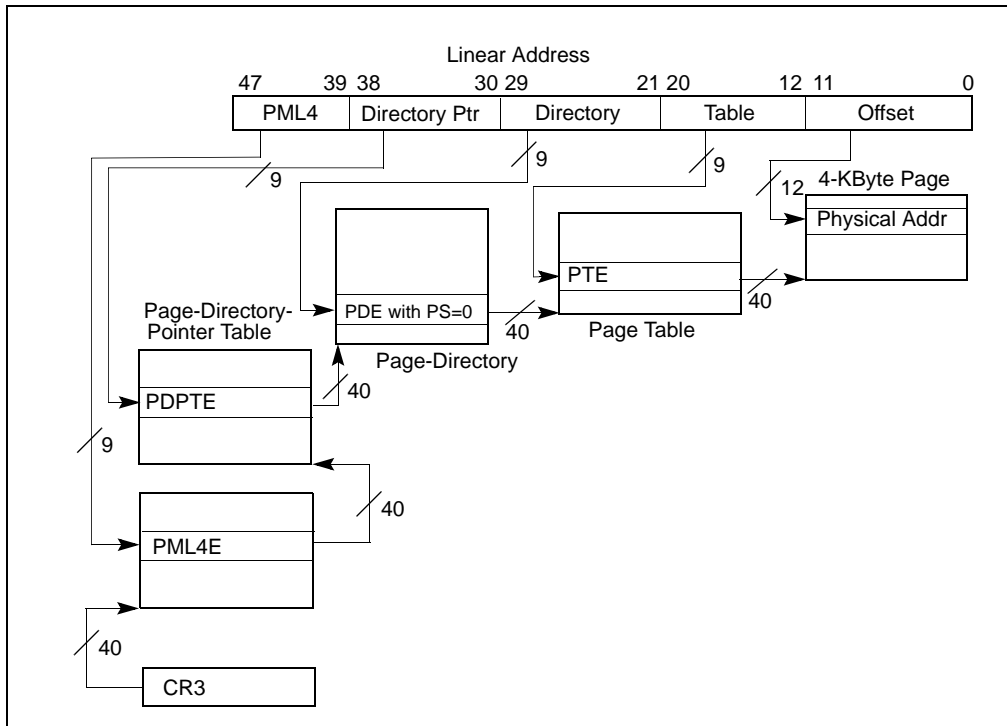 Linear Address
47 39 38 30 29 21 20 12 11 0
PML4 Directory Ptr Directory Table Offset
9
9
9
12
4-KByte Page
Physical Addr
PTE
40
Page Table
PDE with PS=0
40
Page-Directory
Page-Directory-
Pointer Table
PDPTE
40
9
40
PML4E
40
CR3